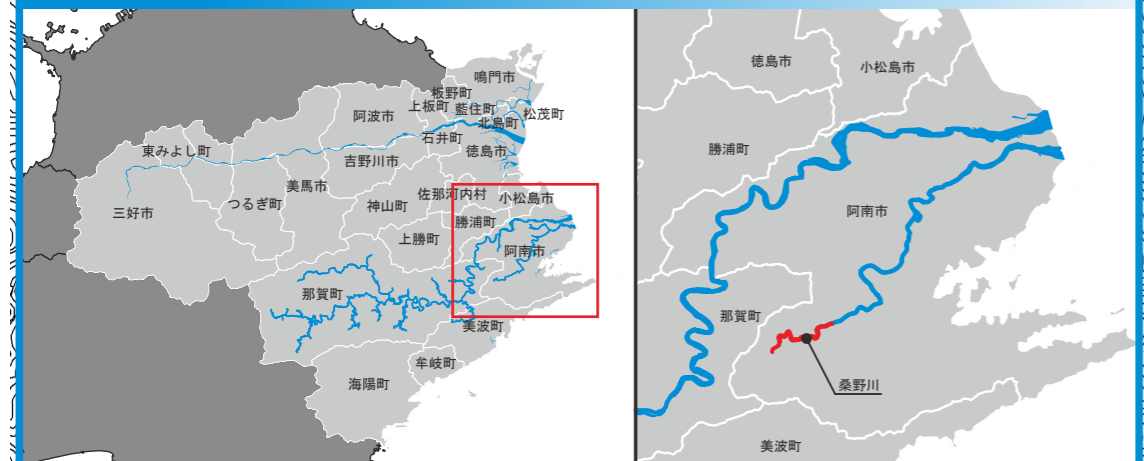 鳴門市
板野町
上板町
藍住町
松茂町
北島町
阿波市
石井町
徳島市
東みよし町
吉野川市
美馬市
佐那河内村
小松島市
つるぎ町
神山町
三好市
勝浦町
上勝町
阿南市
那賀町
美波町
牟岐町
海陽町
徳島市
小松島市
勝浦町
阿南市
那賀町
桑野川
美波町